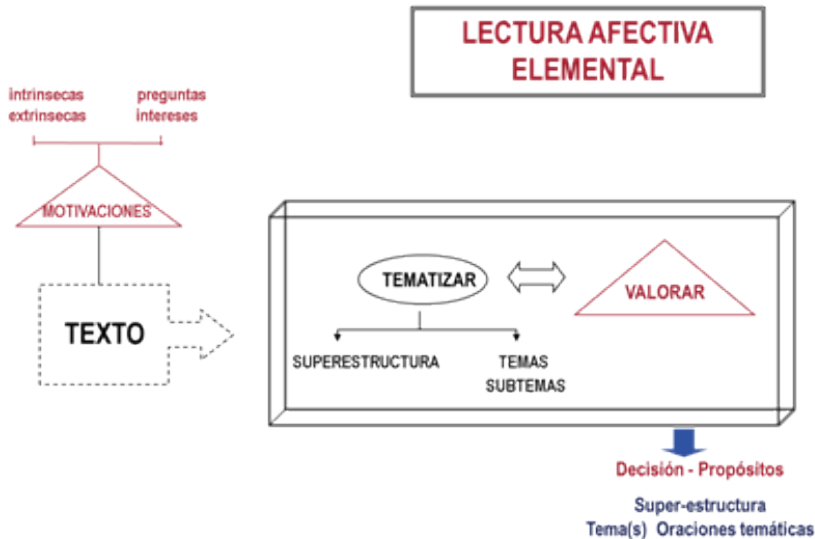 LECTURA AFECTIVA
ELEMENTAL
intrinsecas preguntas
extrinsecas intereses
MOTIVACIONES
TEXTO
TEMATIZAR
VALORAR
SUPERESTRUCTURA TEMAS
SUBTEMAS
Decisión - Propósitos
Super-estructura
Tema(s) Oraciones temáticas